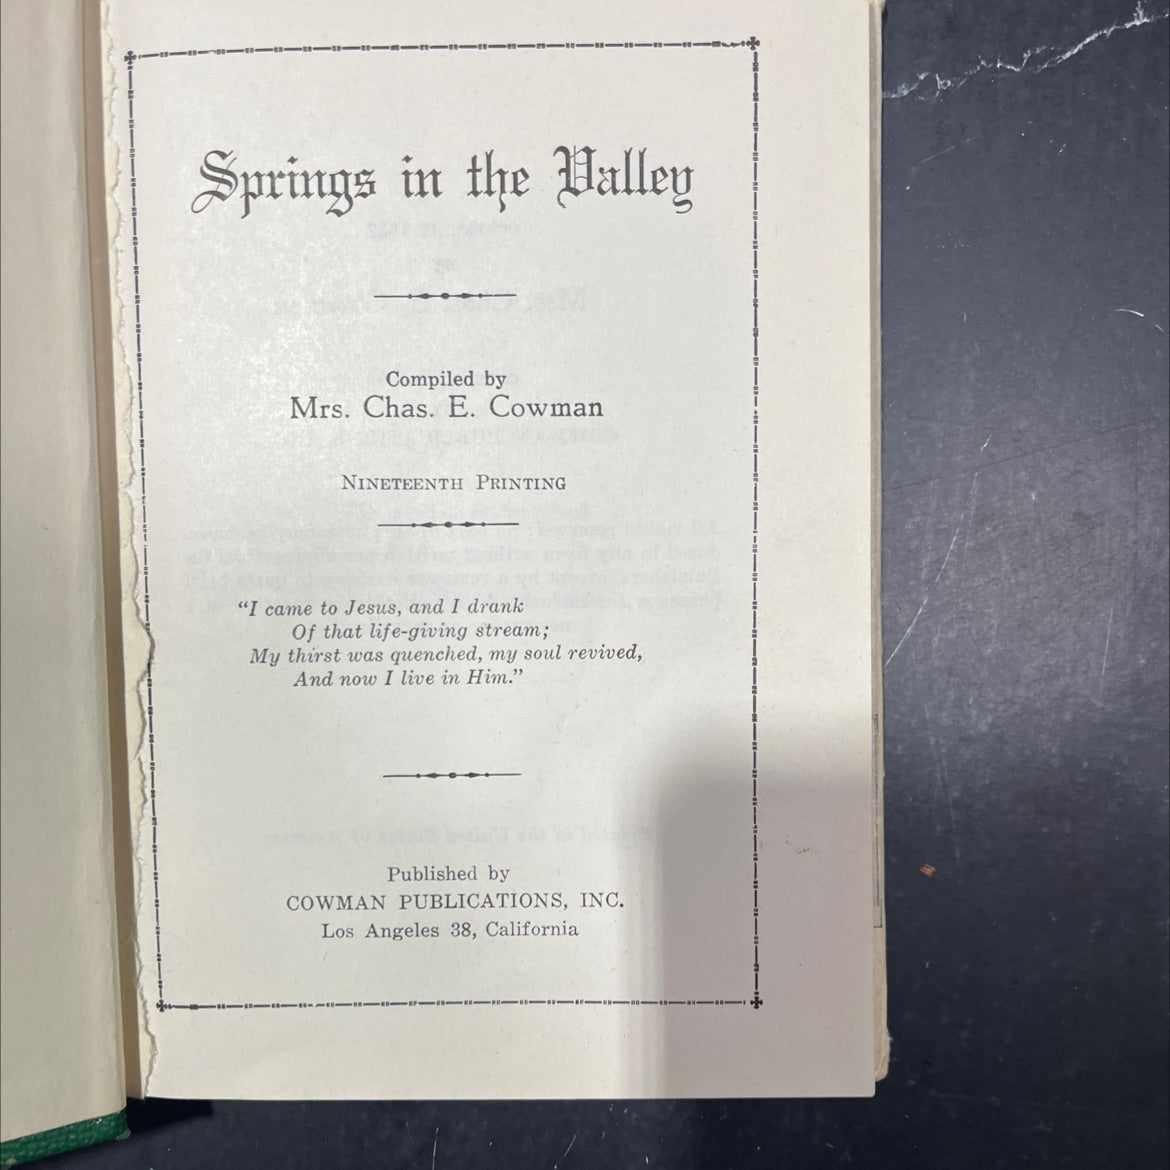 Springs in the Valley
Compiled by
Mrs. Chas. E. Cowman
Nineteenth Printing
“I came to Jesus, and I drank
Of that life-giving stream;
My thirst was quenched, my soul revived,
And now I live in Him.”
Published by
COWMAN PUBLICATIONS, INC.
Los Angeles 38, California